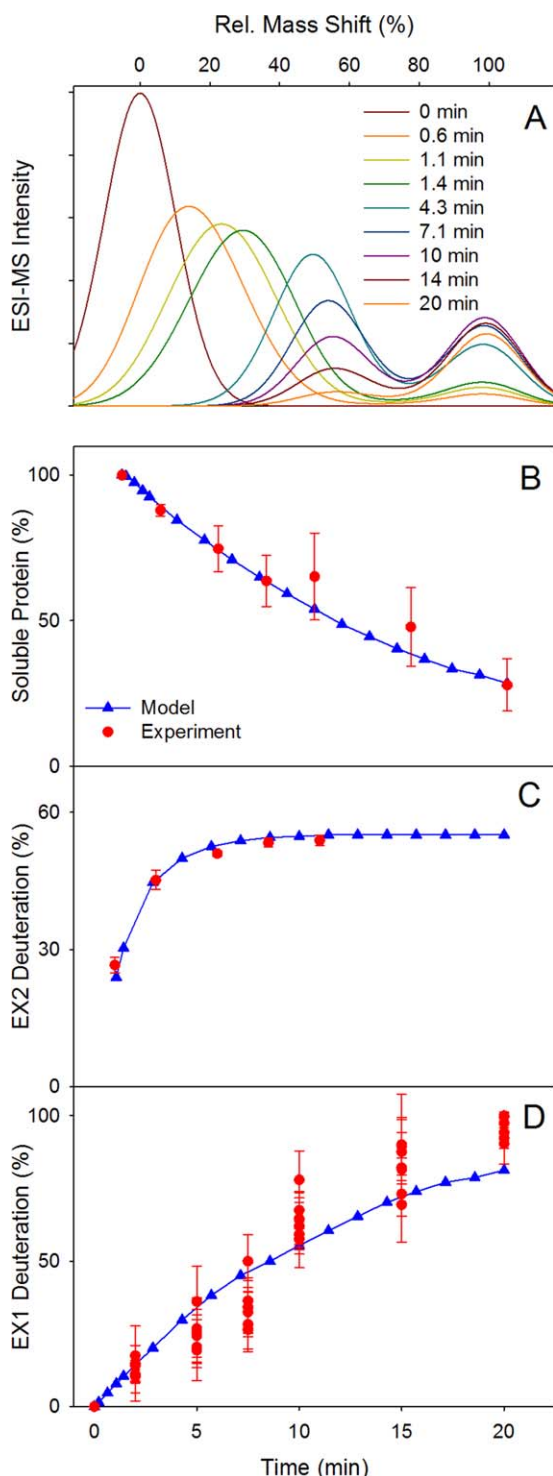 Rel. Mass Shift (%)
0 20 40 60 80 100
A
0 min
0.6 min
1.1 min
1.4 min
4.3 min
7.1 min
10 min
14 min
20 min
ESI-MS Intensity
B
100
50
0
Soluble Protein (%)
Model
Experiment
C
60
30
0
EX2 Deuteration (%)
D
100
50
0
EX1 Deuteration (%)
0 5 10 15 20
Time (min)